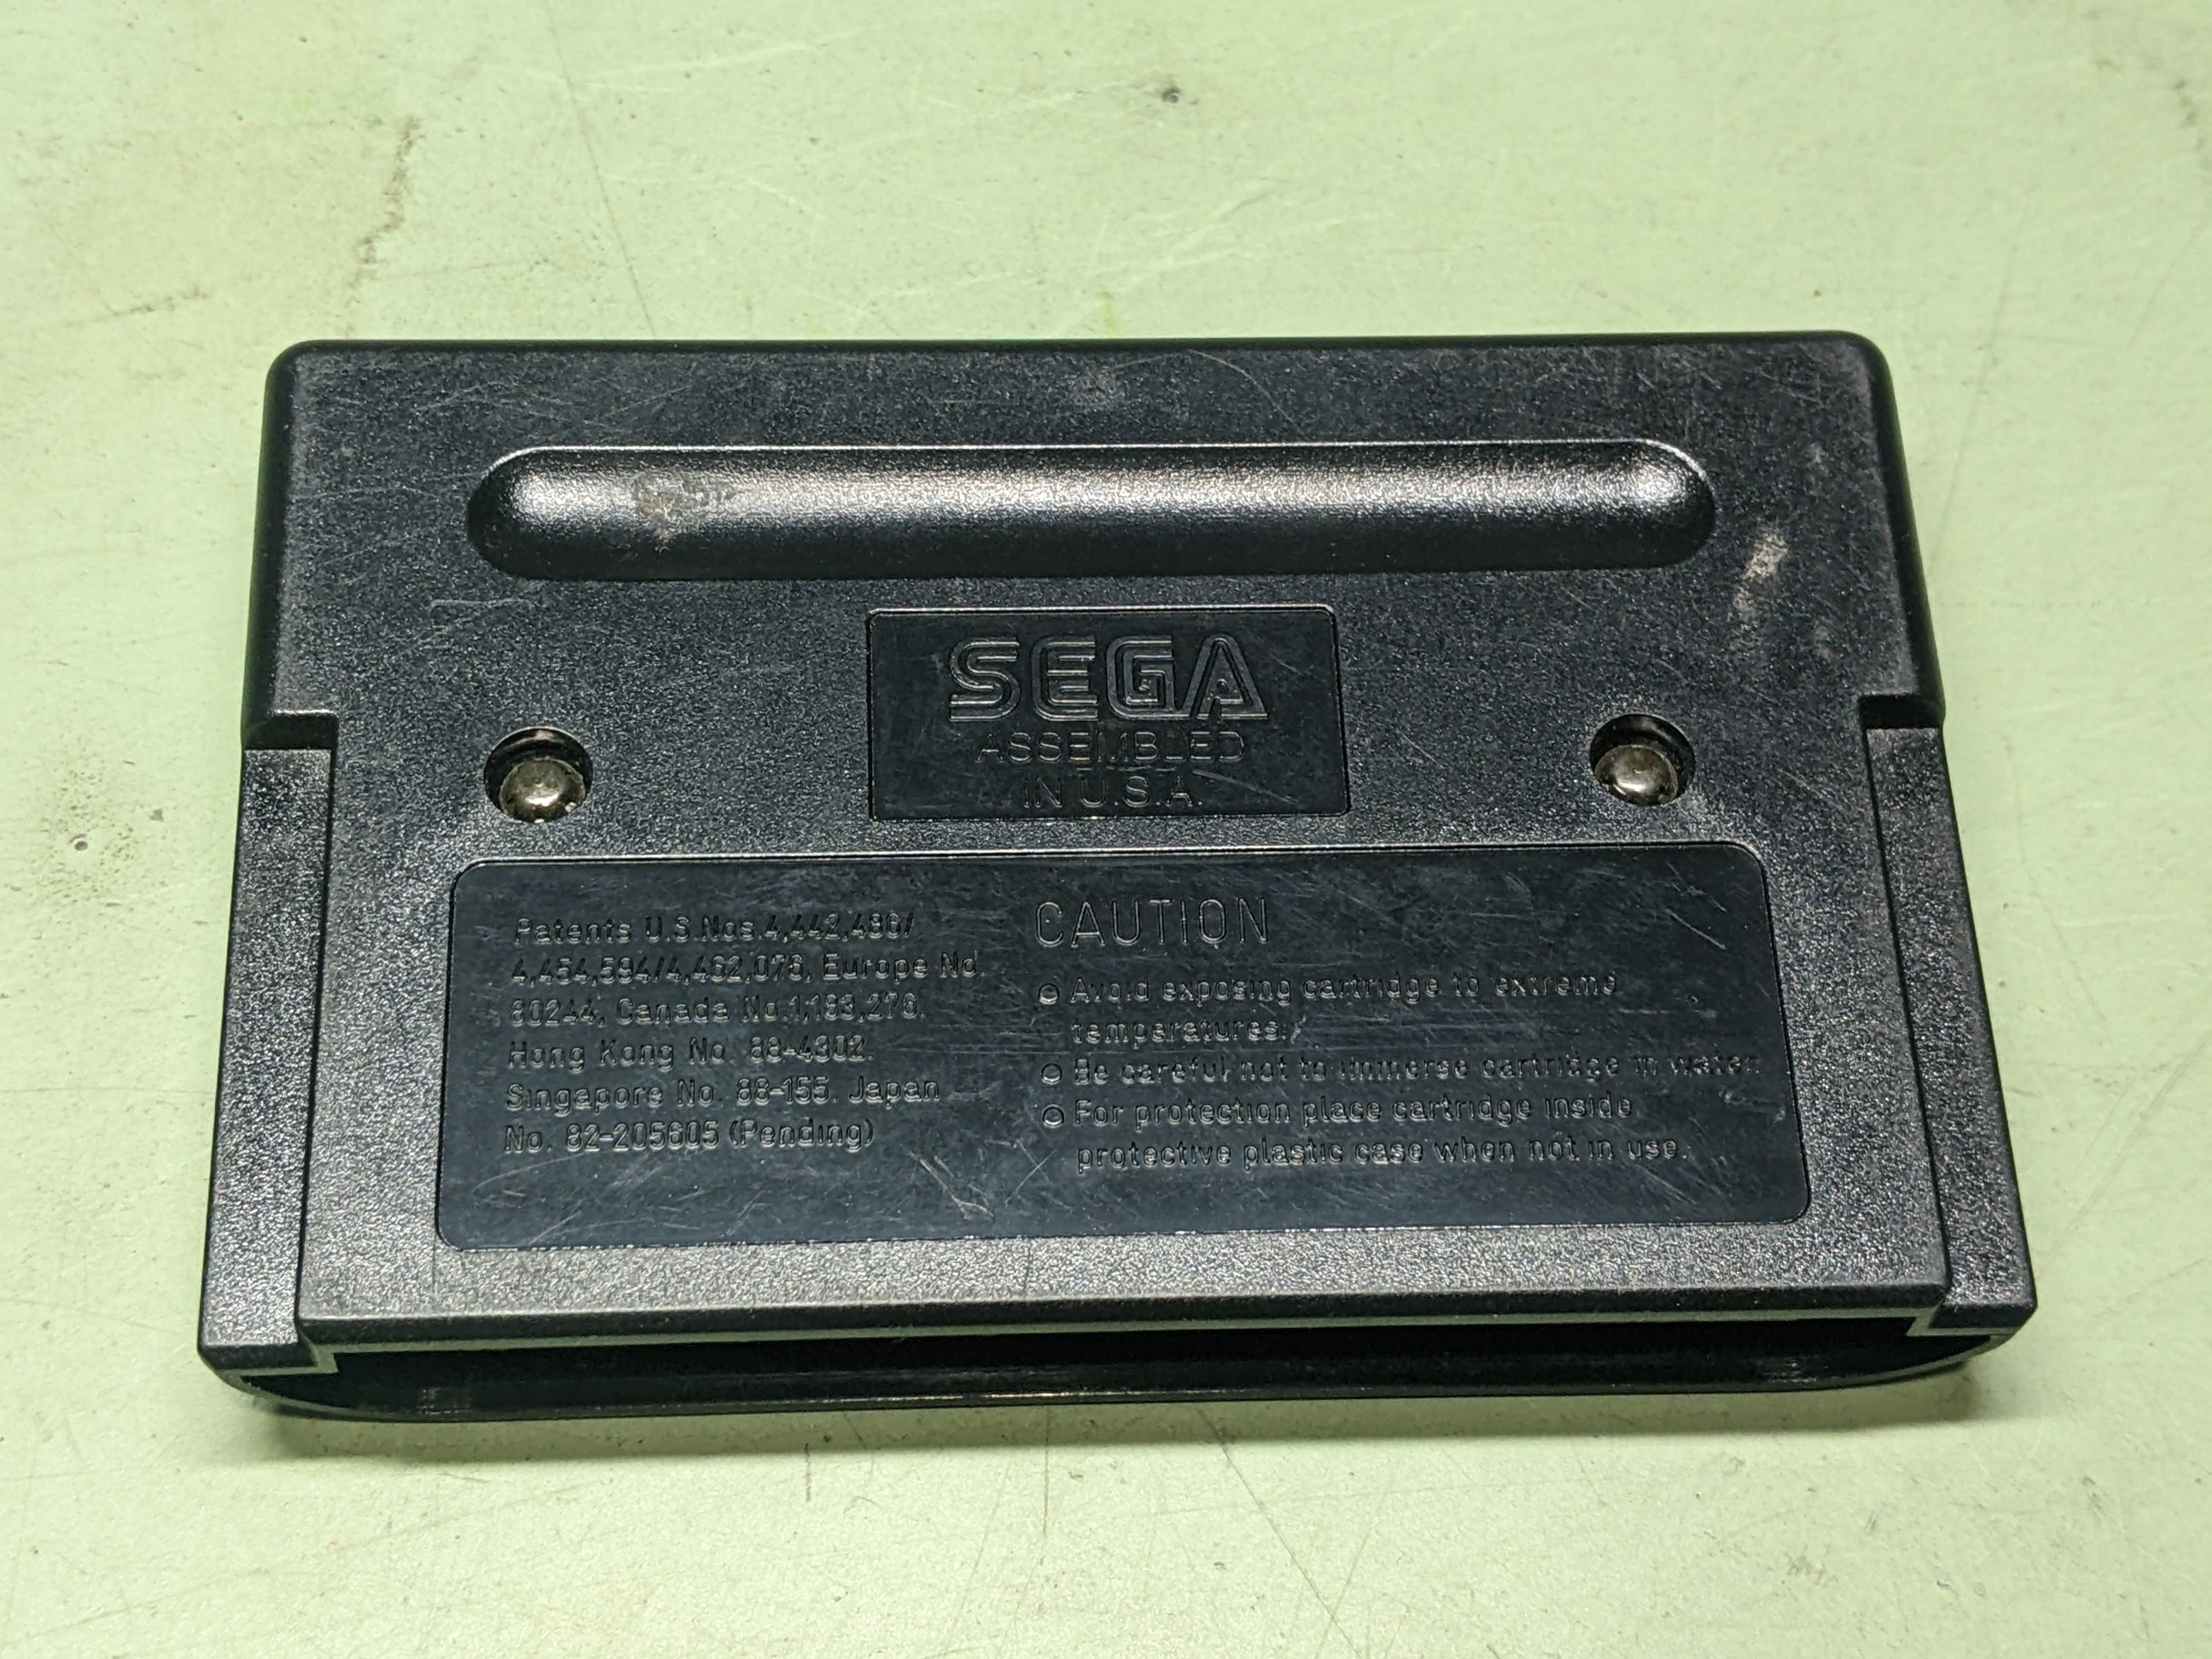 SEGA
ASSEMBLED
IN U.S.A.
Patents U.S.Nos.4,442,486/
4,454,594/4,462,076, Europe No.
80244, Canada No.1,183,276.
Hong Kong No. 88-4302.
Singapore No. 88-155. Japan
No. 82-205605 (Pending)
CAUTION
○ Avoid exposing cartridge to extreme
temperatures.
○ Be careful not to immerse cartridge in water.
○ For protection place cartridge inside
protective plastic case when not in use.